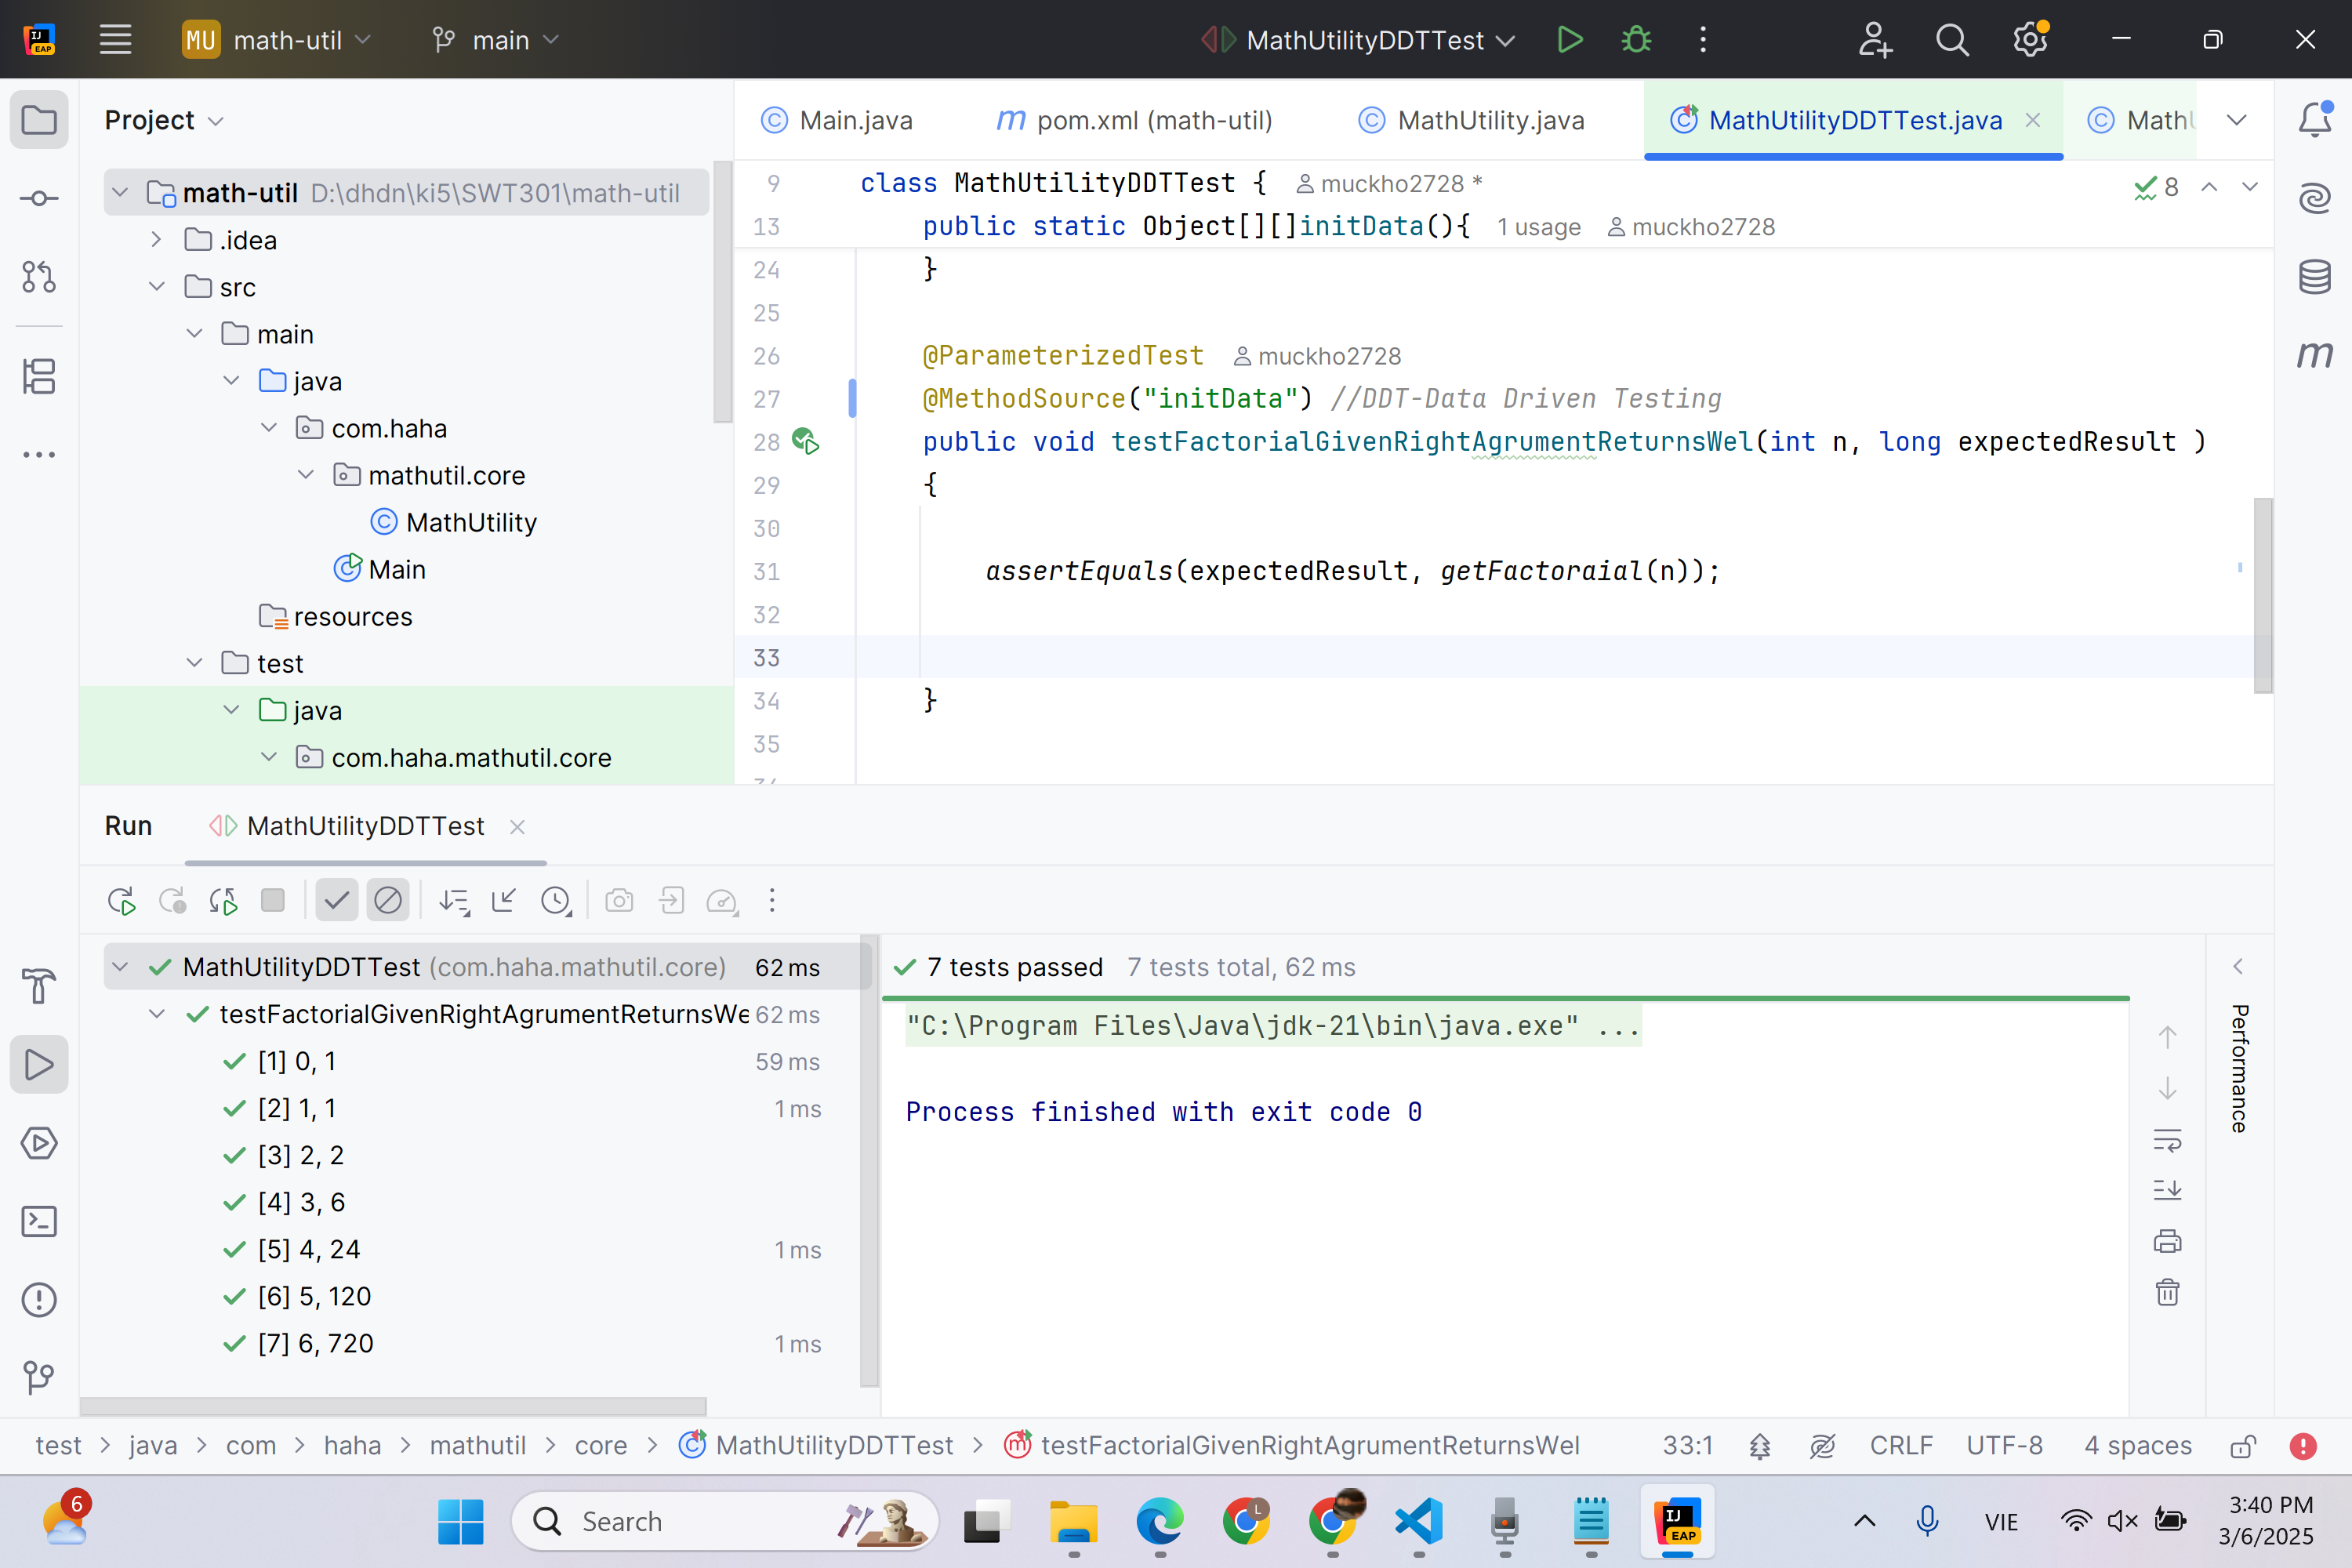 IJ EAP MU math-util main MathUtilityDDTTest
Project
Main.java m pom.xml (math-util) MathUtility.java MathUtilityDDTTest.java MathU
math-util D:\dhdn\ki5\SWT301\math-util
.idea
src
main
java
com.haha
mathutil.core
MathUtility
Main
resources
test
java
com.haha.mathutil.core
9 class MathUtilityDDTTest { muckho2728 *
8
13 public static Object[][]initData(){ 1 usage muckho2728
24 }
25
26 @ParameterizedTest muckho2728
27 @MethodSource("initData") //DDT-Data Driven Testing
28 public void testFactorialGivenRightAgrumentReturnsWel(int n, long expectedResult )
29 {
30
31 assertEquals(expectedResult, getFactoraial(n));
32
33
34 }
35
m
Run MathUtilityDDTTest
MathUtilityDDTTest (com.haha.mathutil.core) 62 ms
testFactorialGivenRightAgrumentReturnsWe 62 ms
[1] 0, 1 59 ms
[2] 1, 1 1 ms
[3] 2, 2
[4] 3, 6
[5] 4, 24 1 ms
[6] 5, 120
[7] 6, 720 1 ms
7 tests passed 7 tests total, 62 ms
"C:\Program Files\Java\jdk-21\bin\java.exe" ...
Process finished with exit code 0
Performance
test > java > com > haha > mathutil > core > MathUtilityDDTTest > testFactorialGivenRightAgrumentReturnsWel 33:1 CRLF UTF-8 4 spaces
6 Search L IJ EAP VIE 3:40 PM
3/6/2025